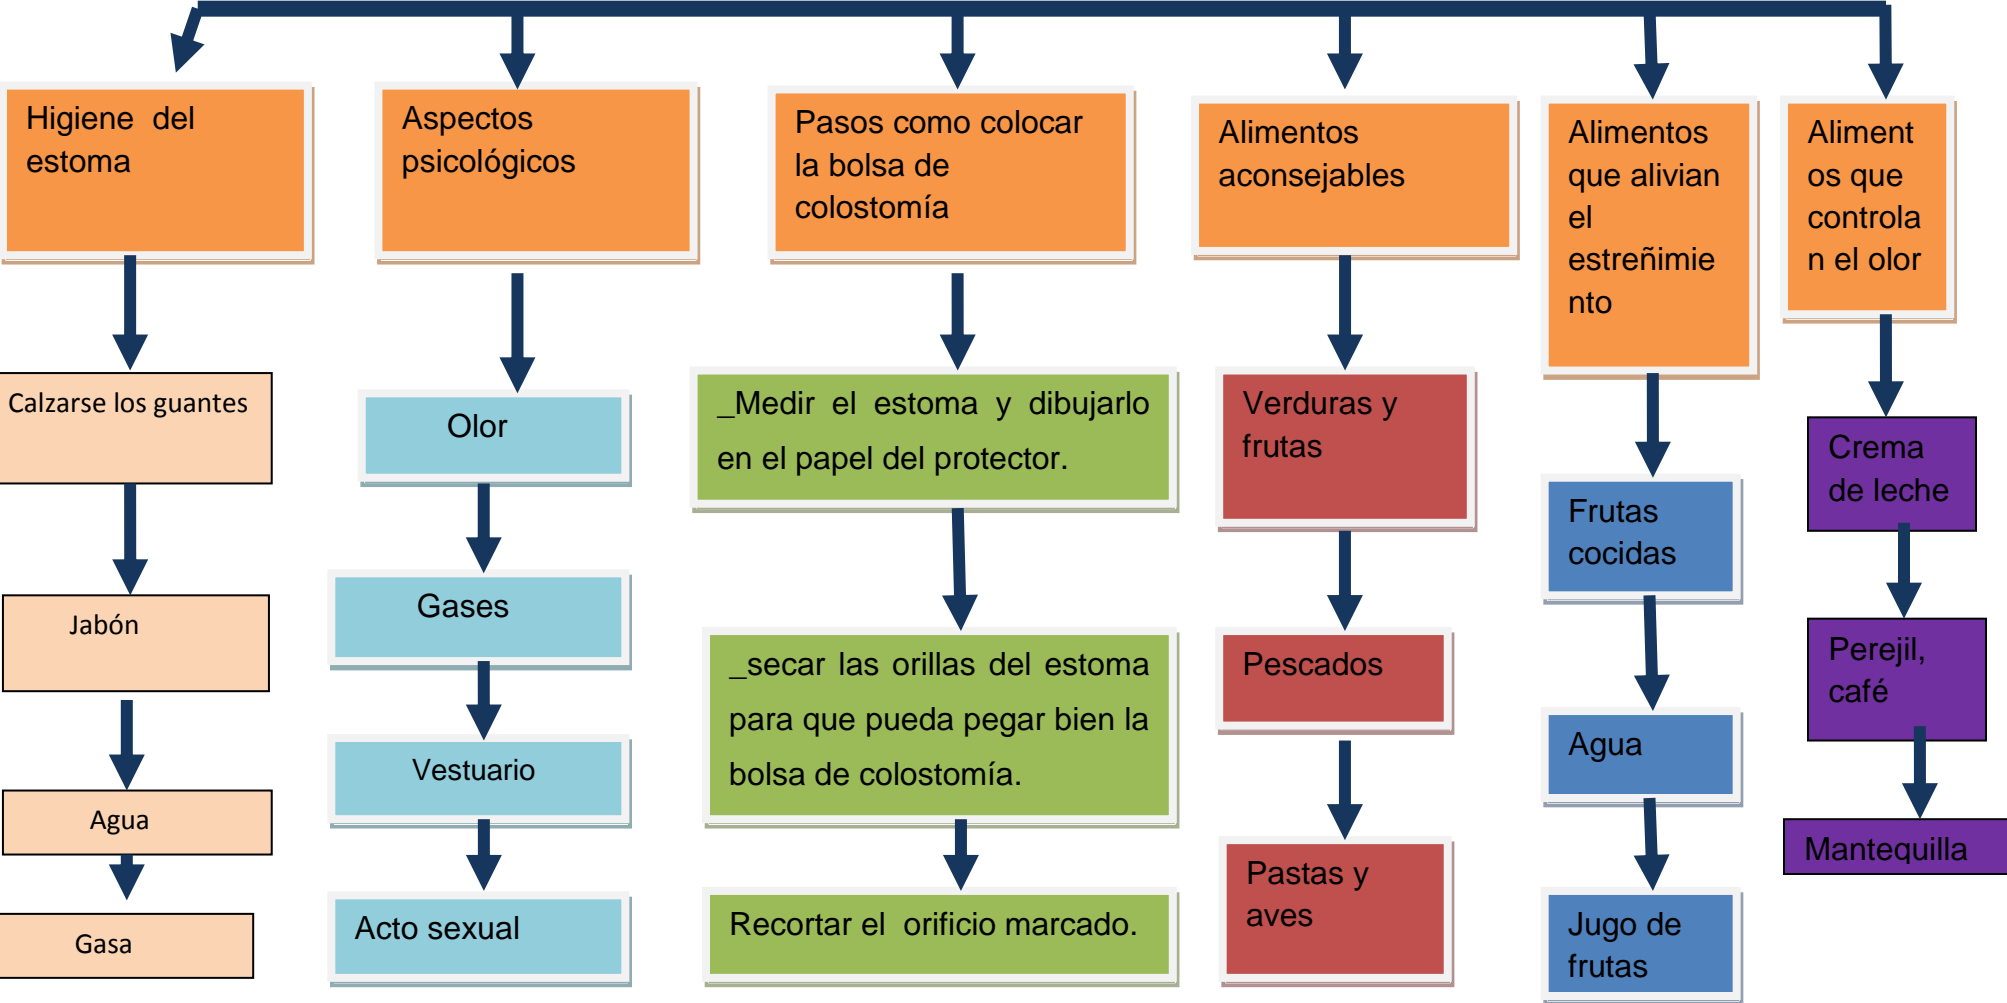 Higiene del
estoma
Calzarse los guantes
Jabón
Agua
Gasa
Aspectos
psicológicos
Olor
Gases
Vestuario
Acto sexual
Pasos como colocar
la bolsa de
colostomía
_Medir el estoma y dibujarlo
en el papel del protector.
_secar las orillas del estoma
para que pueda pegar bien la
bolsa de colostomía.
Recortar el orificio marcado.
Alimentos
aconsejables
Verduras y
frutas
Pescados
Pastas y
aves
Alimentos
que alivian
el
estreñimie
nto
Frutas
cocidas
Agua
Jugo de
frutas
Aliment
os que
controla
n el olor
Crema
de leche
Perejil,
café
Mantequilla